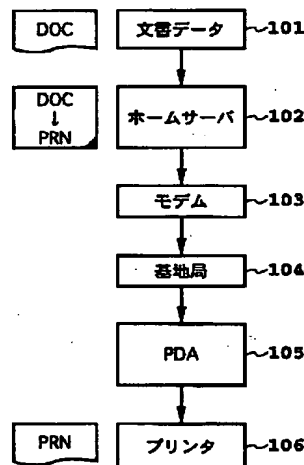 DOC 文書データ 101
DOC
↓
PRN
ホームサーバ 102
モデム 103
基地局 104
PDA 105
PRN プリンタ 106